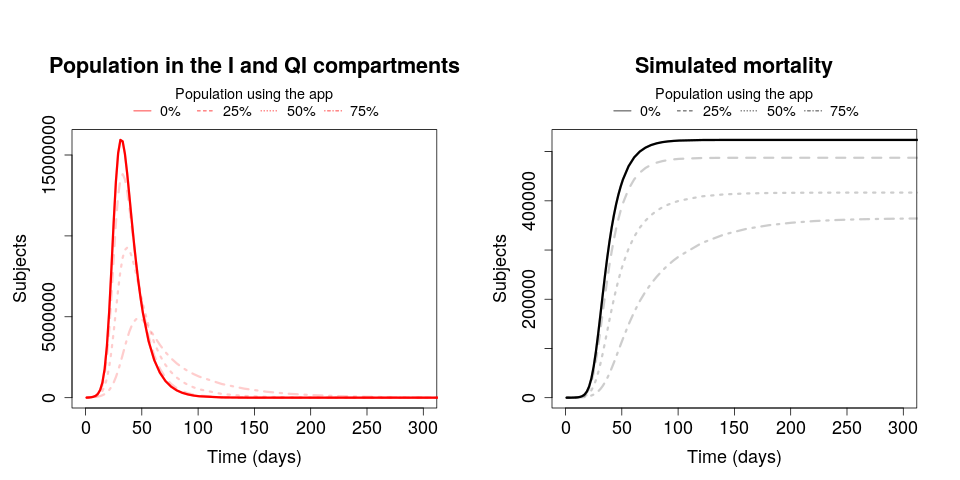 Population in the I and QI compartments
Population using the app
0% 25% 50% 75%
Subjects
0 5000000 15000000
0 50 100 150 200 250 300
Time (days)
Simulated mortality
Population using the app
0% 25% 50% 75%
Subjects
0 200000 400000
0 50 100 150 200 250 300
Time (days)